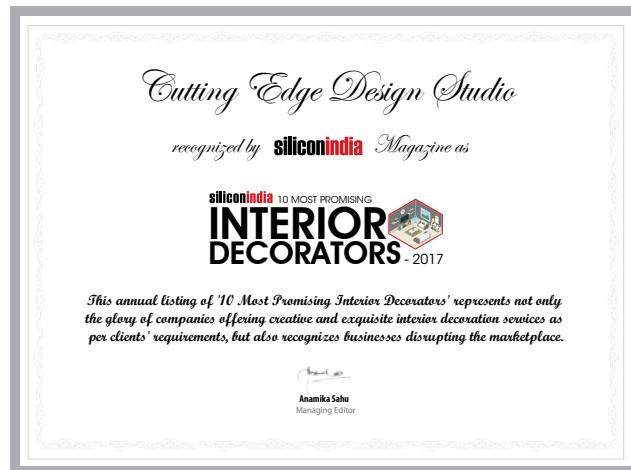 Cutting Edge Design Studio
recognized by siliconindia Magazine as
siliconindia 10 MOST PROMISING
INTERIOR
DECORATORS - 2017
This annual listing of '10 Most Promising Interior Decorators' represents not only
the glory of companies offering creative and exquisite interior decoration services as
per clients' requirements, but also recognizes businesses disrupting the marketplace.
Anamika Sahu
Managing Editor